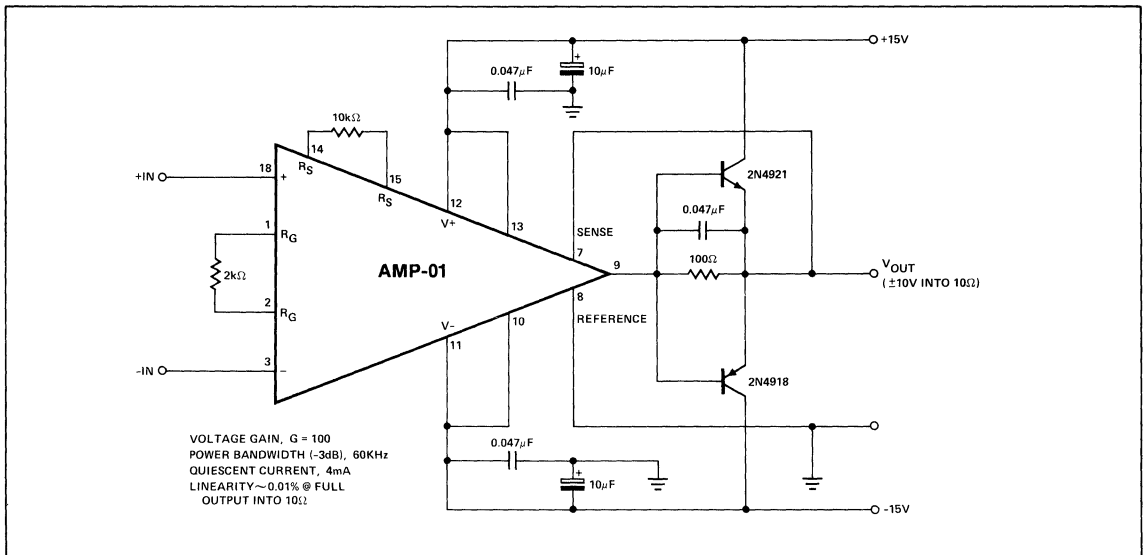 +15V
0.047μF
+
10μF
10kΩ
14
RS
15
RS
18
+IN
+
12
V+
13
2N4921
1
RG
SENSE
7
0.047μF
2kΩ
AMP-01
9
100Ω
VOUT
(±10V INTO 10Ω)
2
RG
8
REFERENCE
V−
10
11
3
-IN
−
2N4918
VOLTAGE GAIN, G = 100
POWER BANDWIDTH (–3dB), 60KHz
QUIESCENT CURRENT, 4mA
LINEARITY∼0.01% @ FULL
OUTPUT INTO 10Ω
0.047μF
+
10μF
-15V